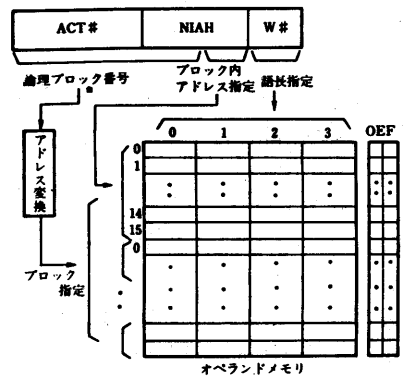 ACT# NIAH W#
論理ブロック番号
ブロック内
アドレス指定
語長指定
アドレス変換
0 1 2 3 OEF
0
1
14
15
0
ブロック
指定
オペランドメモリ